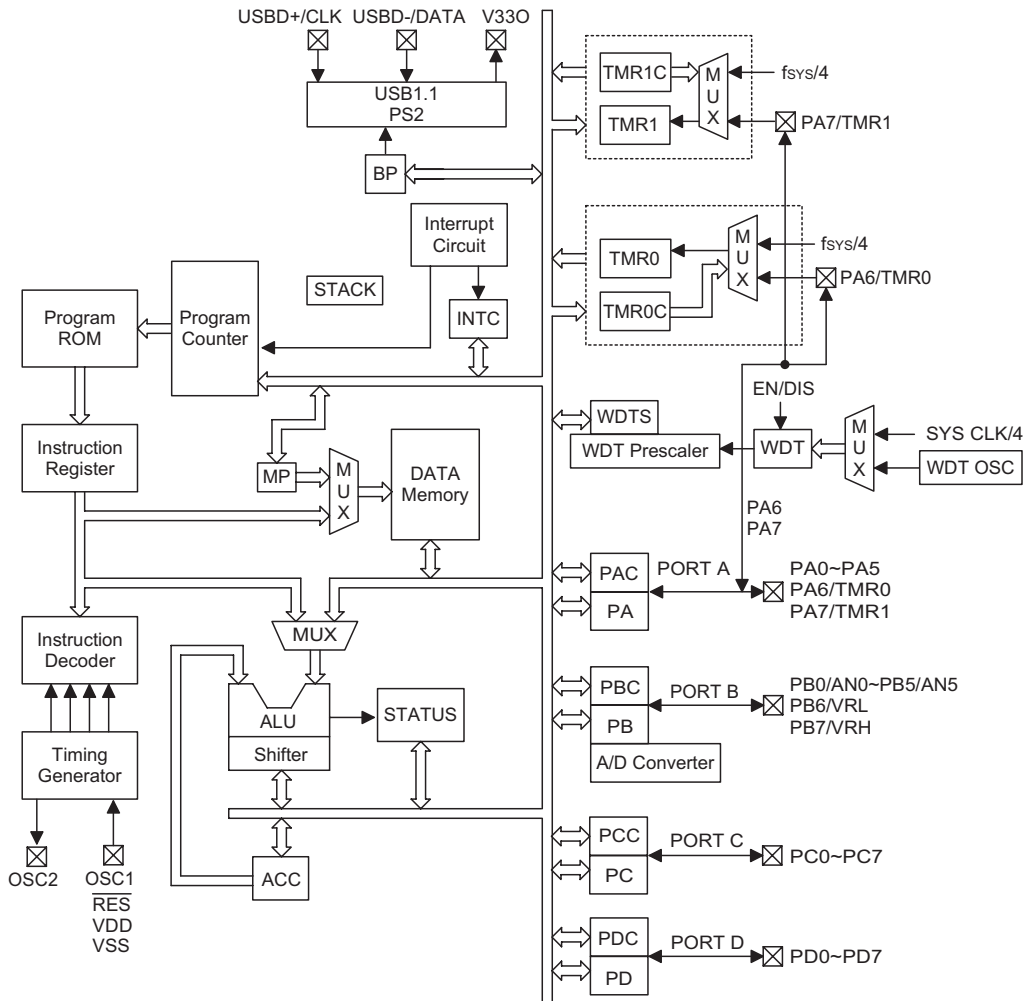 USBD+/CLK
USBD-/DATA
V33O
USB1.1
PS2
BP
Interrupt
Circuit
STACK
INTC
Program
ROM
Program
Counter
Instruction
Register
MP
MUX
DATA
Memory
Instruction
Decoder
MUX
ALU
Shifter
STATUS
Timing
Generator
ACC
OSC2
OSC1
RES
VDD
VSS
TMR1C
TMR1
MUX
fSYS/4
PA7/TMR1
TMR0
TMR0C
MUX
fSYS/4
PA6/TMR0
EN/DIS
WDTS
WDT Prescaler
WDT
MUX
SYS CLK/4
WDT OSC
PA6
PA7
PAC
PA
PORT A
PA0~PA5
PA6/TMR0
PA7/TMR1
PBC
PB
A/D Converter
PORT B
PB0/AN0~PB5/AN5
PB6/VRL
PB7/VRH
PCC
PC
PORT C
PC0~PC7
PDC
PD
PORT D
PD0~PD7